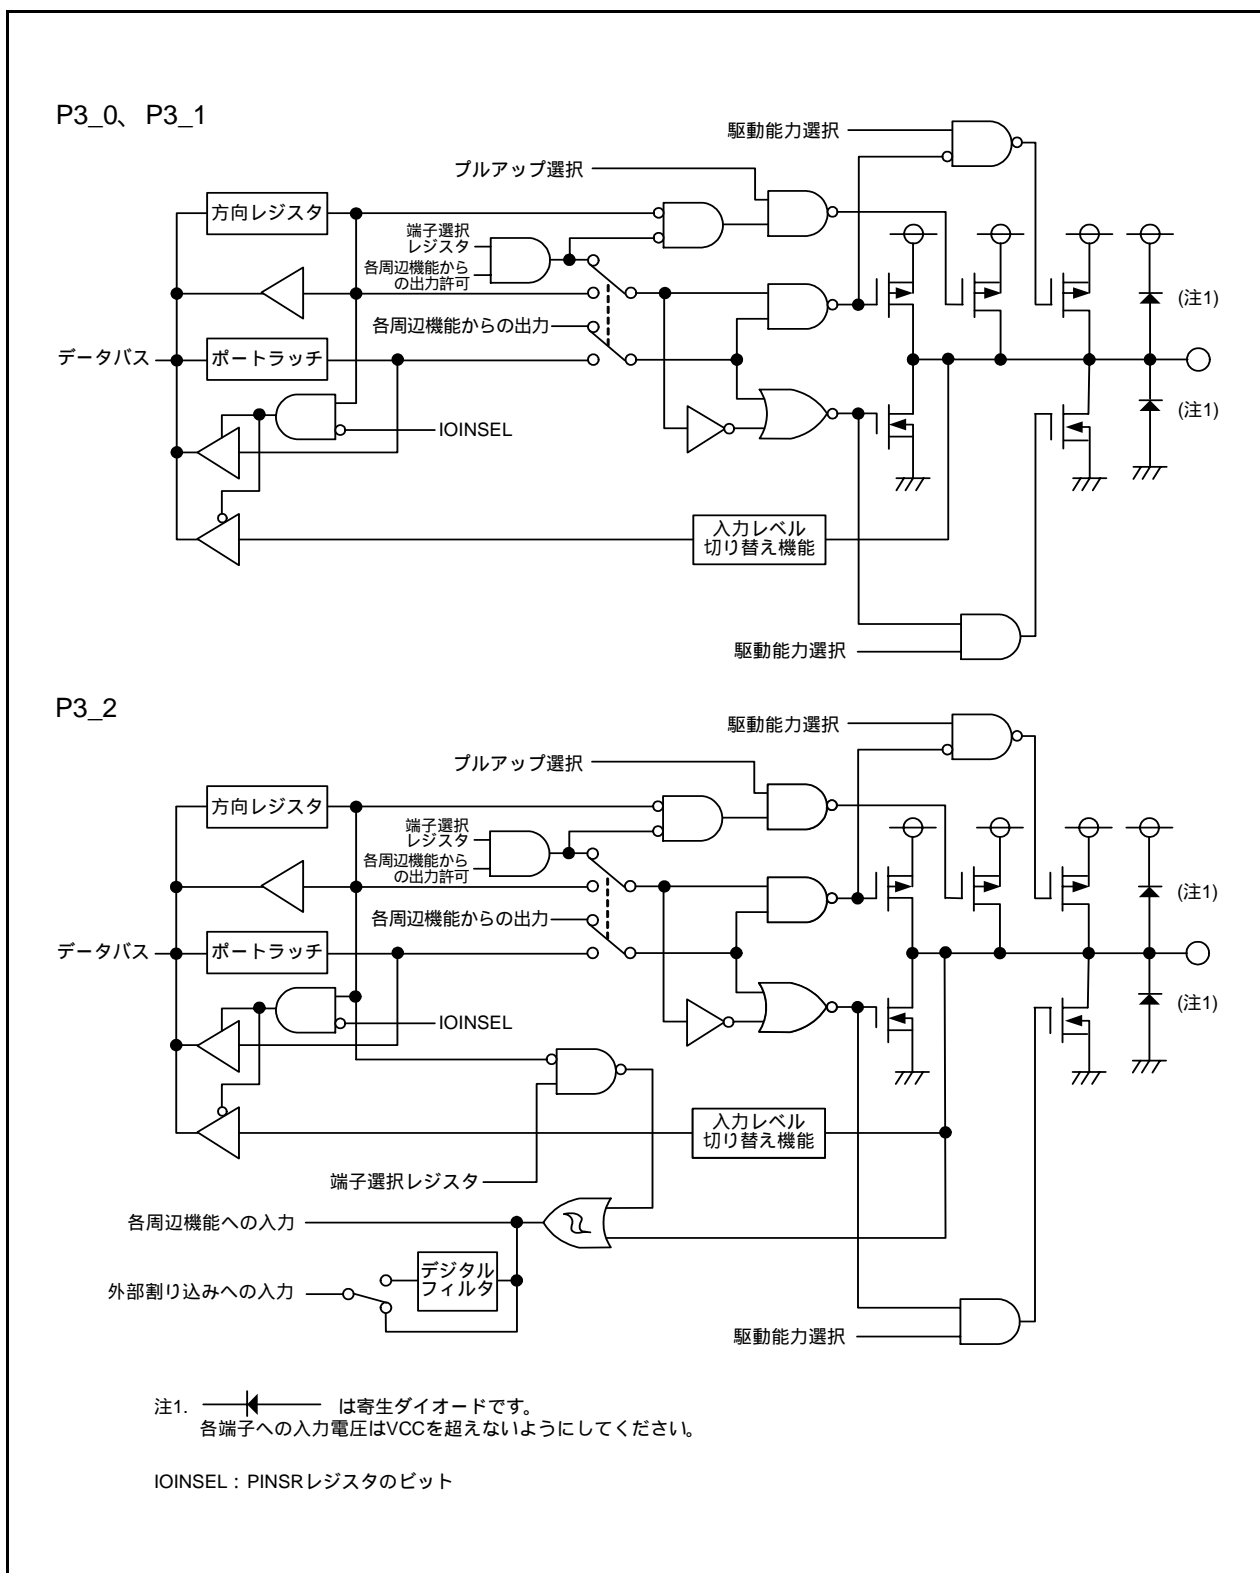 P3_0、P3_1
駆動能力選択
プルアップ選択
方向レジスタ
端子選択
レジスタ
各周辺機能から
の出力許可
(注1)
各周辺機能からの出力
データバス
ポートラッチ
(注1)
IOINSEL
入力レベル
切り替え機能
駆動能力選択
P3_2
駆動能力選択
プルアップ選択
方向レジスタ
端子選択
レジスタ
各周辺機能から
の出力許可
(注1)
各周辺機能からの出力
データバス
ポートラッチ
(注1)
IOINSEL
入力レベル
切り替え機能
端子選択レジスタ
各周辺機能への入力
デジタル
フィルタ
外部割り込みへの入力
駆動能力選択
注1. は寄生ダイオードです。
各端子への入力電圧はVCCを超えないようにしてください。
IOINSEL：PINSRレジスタのビット